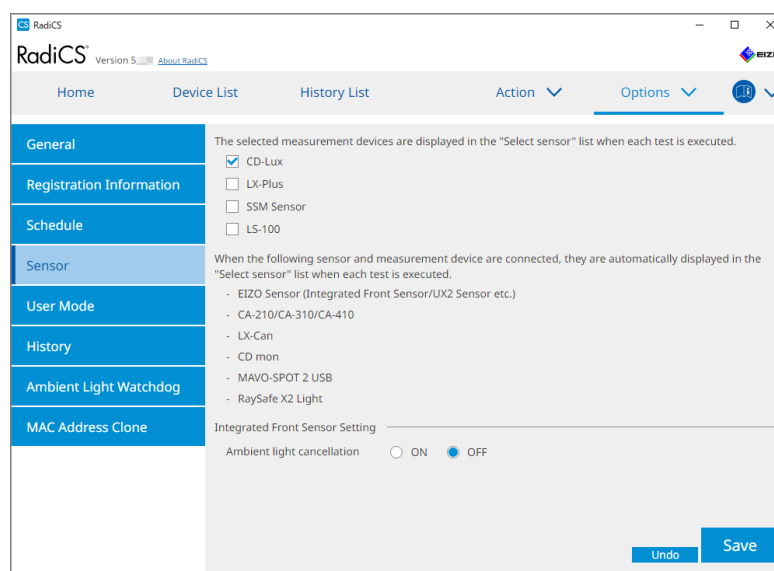 CS RadiCS
RadiCS® Version 5. About RadiCS
EIZ
Home Device List History List Action Options
General
Registration Information
Schedule
Sensor
User Mode
History
Ambient Light Watchdog
MAC Address Clone
The selected measurement devices are displayed in the "Select sensor" list when each test is executed.
CD-Lux
LX-Plus
SSM Sensor
LS-100
When the following sensor and measurement device are connected, they are automatically displayed in the
"Select sensor" list when each test is executed.
- EIZO Sensor (Integrated Front Sensor/UX2 Sensor etc.)
- CA-210/CA-310/CA-410
- LX-Can
- CD mon
- MAVO-SPOT 2 USB
- RaySafe X2 Light
Integrated Front Sensor Setting
Ambient light cancellation ON OFF
Undo
Save